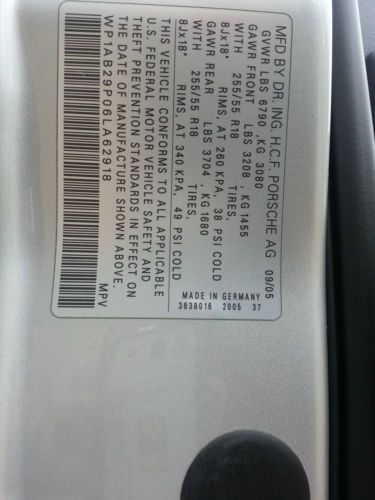 MFD BY DR. ING. H.C.F. PORSCHE AG 09/05
GVWR LBS 6790 ,KG 3080
GAWR FRONT LBS 3208 , KG 1455
WITH 255/55 R18 TIRES,
8Jx18" RIMS, AT 260 KPA, 38 PSI COLD
GAWR REAR LBS 3704 , KG 1680
WITH 255/55 R18 TIRES,
8Jx18" RIMS, AT 340 KPA, 49 PSI COLD
THIS VEHICLE CONFORMS TO ALL APPLICABLE
U.S. FEDERAL MOTOR VEHICLE SAFETY AND
THEFT PREVENTION STANDARDS IN EFFECT ON
THE DATE OF MANUFACTURE SHOWN ABOVE.
WP1AB29P06LA62918 MPV
MADE IN GERMANY
3838016 2005 37